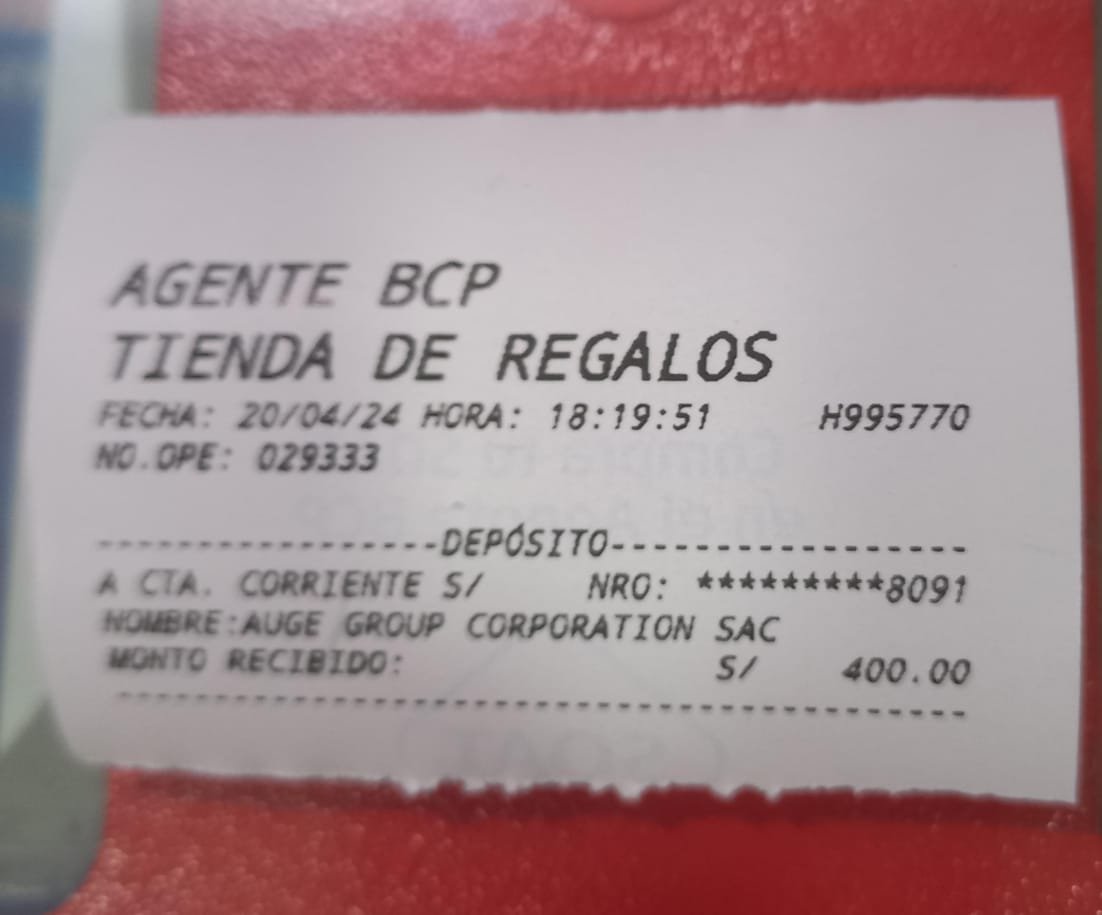 AGENTE BCP
TIENDA DE REGALOS
FECHA: 20/04/24 HORA: 18:19:51 H995770
NO.OPE: 029333
-----------------DEPÓSITO-----------------
A CTA. CORRIENTE S/ NRO: *********8091
NOMBRE:AUGE GROUP CORPORATION SAC
MONTO RECIBIDO: S/ 400.00
------------------------------------------